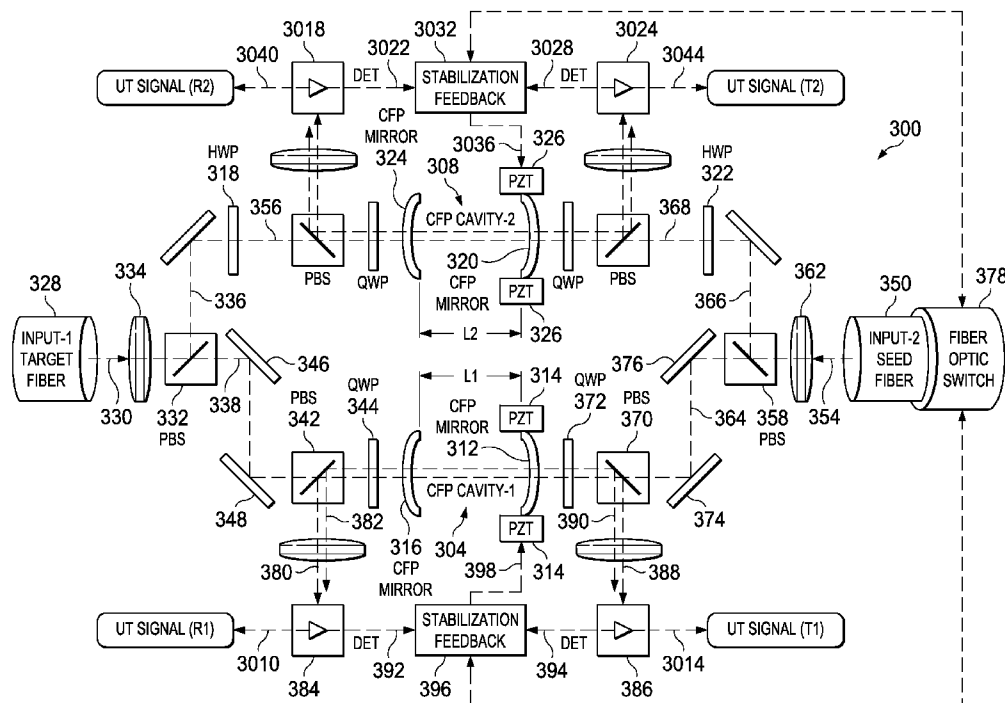 3018
3032
3024
3040
DET
3022
3028
DET
3044
UT SIGNAL (R2)
STABILIZATION
FEEDBACK
UT SIGNAL (T2)
CFP
MIRROR
3036
326
300
HWP
318
324
308
PZT
HWP
322
356
CFP CAVITY-2
368
PBS
QWP
320
QWP
PBS
CFP
MIRROR
PZT
326
328
334
336
366
362
350
378
L2
INPUT-1
TARGET
FIBER
346
376
INPUT-2
SEED
FIBER
FIBER
OPTIC
SWITCH
330
332
PBS
338
L1
314
364
358
PBS
354
PBS
342
QWP
344
CFP
MIRROR
PZT
QWP
372
PBS
370
312
348
CFP CAVITY-1
374
382
316
CFP
MIRROR
304
PZT
314
390
380
398
388
UT SIGNAL (R1)
STABILIZATION
FEEDBACK
UT SIGNAL (T1)
3010
DET
392
394
DET
3014
384
396
386